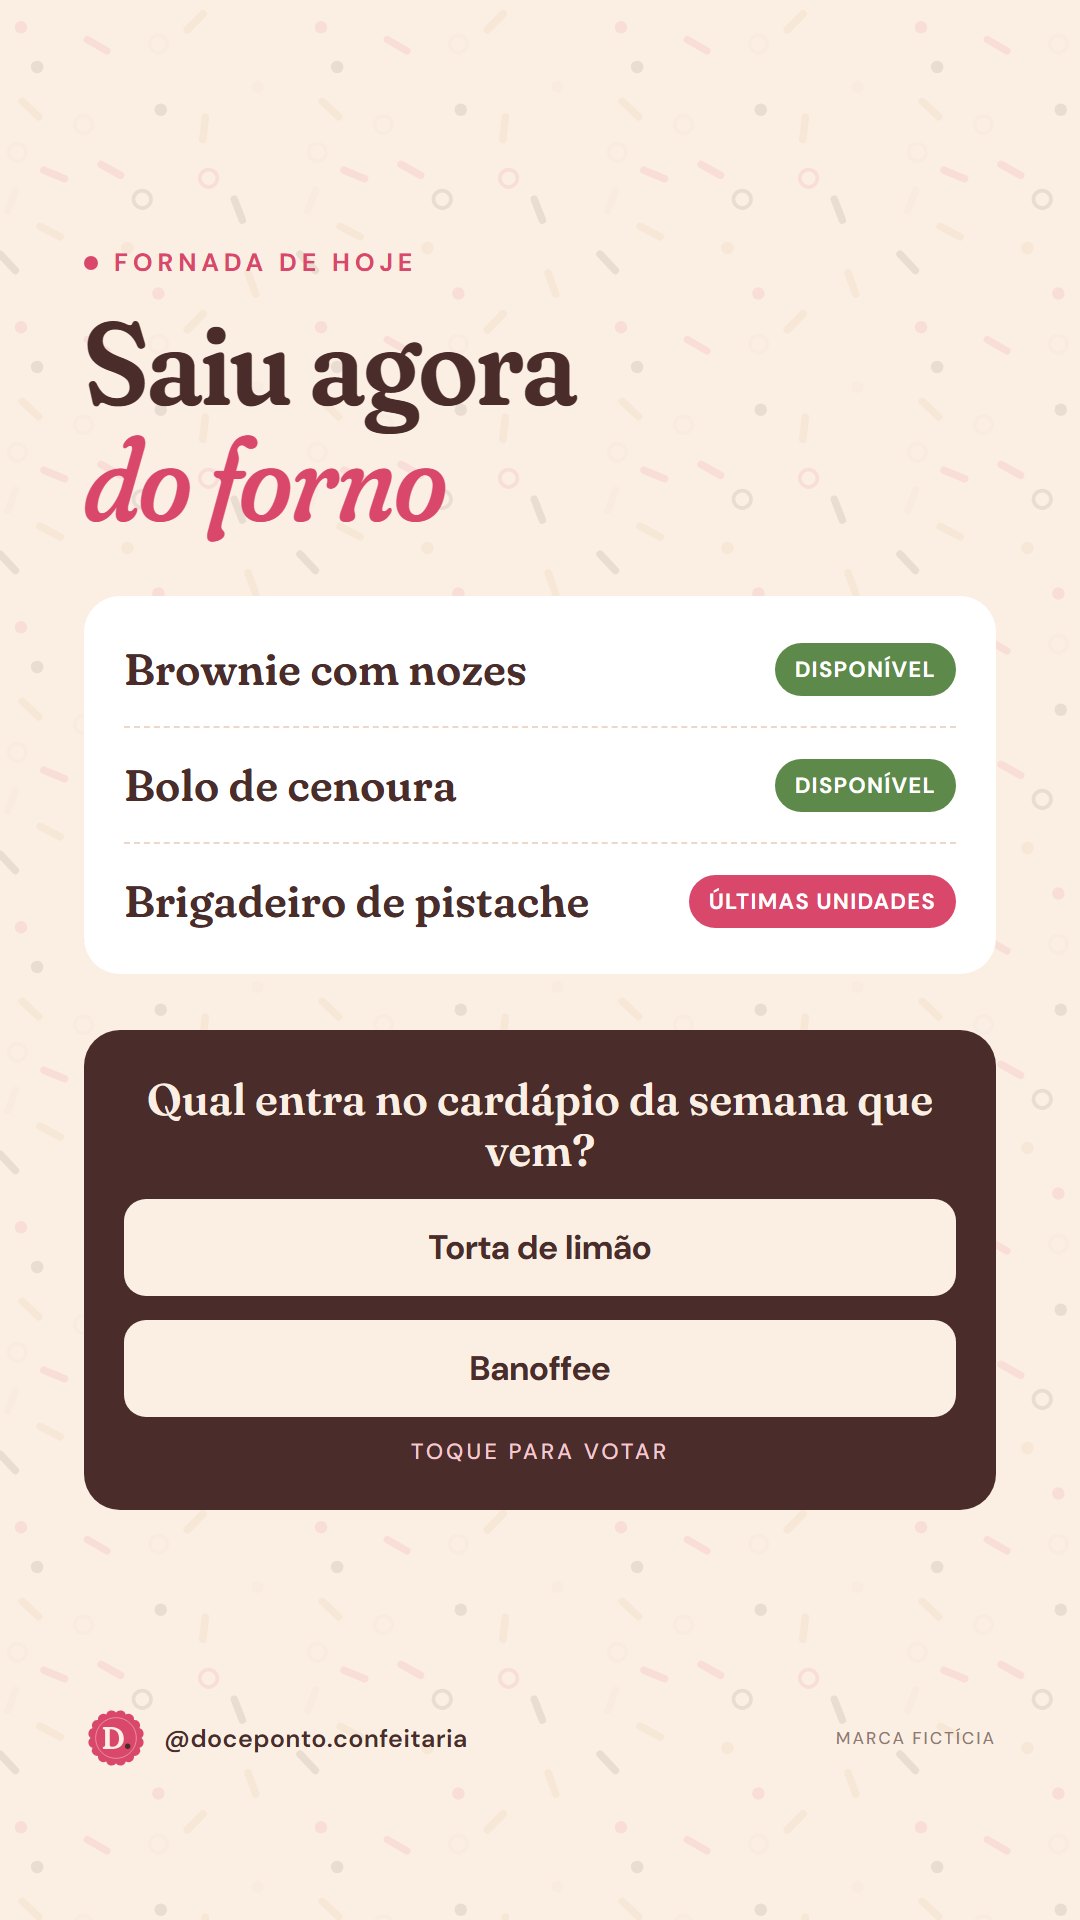 FORNADA DE HOJE
Saiu agora
do forno
Brownie com nozes
DISPONÍVEL
Bolo de cenoura
DISPONÍVEL
Brigadeiro de pistache
ÚLTIMAS UNIDADES
Qual entra no cardápio da semana que
vem?
Torta de limão
Banoffee
TOQUE PARA VOTAR
D.
@doceponto.confeitaria
MARCA FICTÍCIA